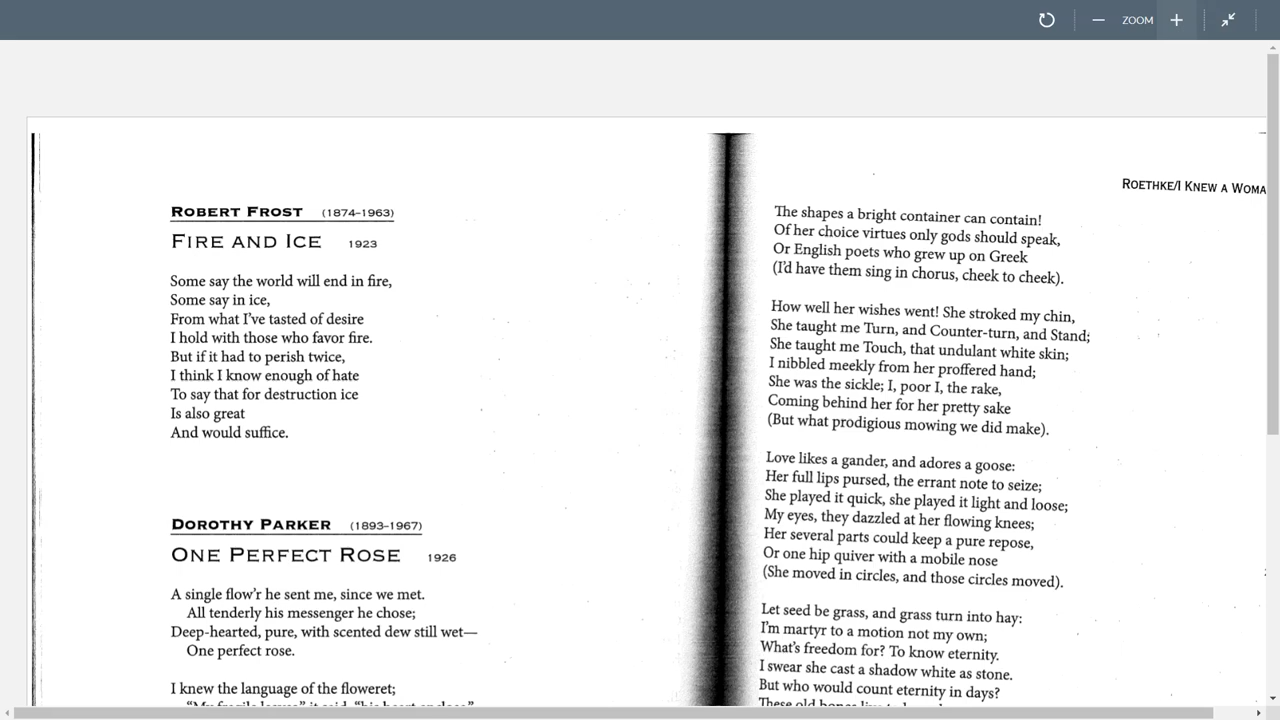 ZOOM
ROBERT FROST (1874–1963)
FIRE AND ICE 1923
Some say the world will end in fire,
Some say in ice,
From what I've tasted of desire
I hold with those who favor fire.
But if it had to perish twice,
I think I know enough of hate
To say that for destruction ice
Is also great
And would suffice.
DOROTHY PARKER (1893–1967)
ONE PERFECT ROSE 1926
A single flow'r he sent me, since we met.
All tenderly his messenger he chose;
Deep-hearted, pure, with scented dew still wet—
One perfect rose.
I knew the language of the floweret;
ROETHKE/I KNEW A WOMA
The shapes a bright container can contain!
Of her choice virtues only gods should speak,
Or English poets who grew up on Greek
(I'd have them sing in chorus, cheek to cheek).
How well her wishes went! She stroked my chin,
She taught me Turn, and Counter-turn, and Stand;
She taught me Touch, that undulant white skin;
I nibbled meekly from her proffered hand;
She was the sickle; I, poor I, the rake,
Coming behind her for her pretty sake
(But what prodigious mowing we did make).
Love likes a gander, and adores a goose:
Her full lips pursed, the errant note to seize;
She played it quick, she played it light and loose;
My eyes, they dazzled at her flowing knees;
Her several parts could keep a pure repose,
Or one hip quiver with a mobile nose
(She moved in circles, and those circles moved).
Let seed be grass, and grass turn into hay:
I'm martyr to a motion not my own;
What's freedom for? To know eternity.
I swear she cast a shadow white as stone.
But who would count eternity in days?